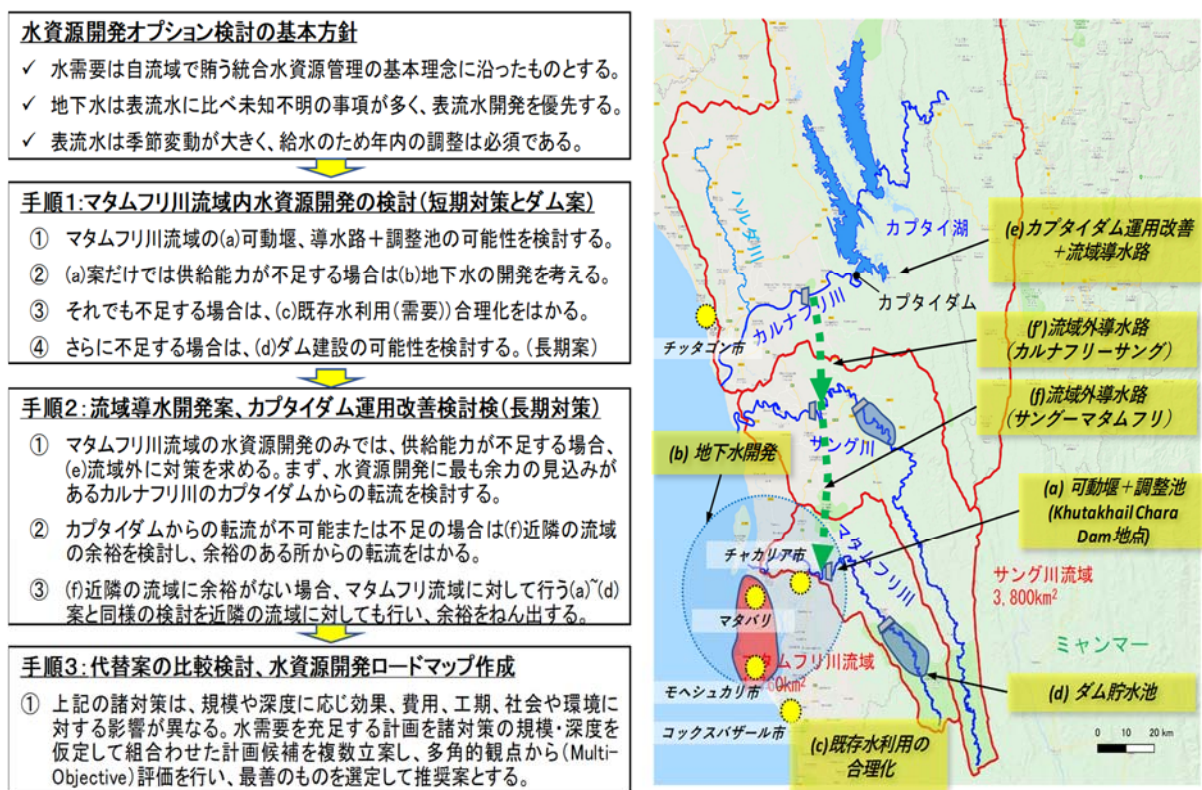 水資源開発オプション検討の基本方針
✓ 水需要は自流域で賄う統合水資源管理の基本理念に沿ったものとする。
✓ 地下水は表流水に比べ未知不明の事項が多く、表流水開発を優先する。
✓ 表流水は季節変動が大きく、給水のため年内の調整は必須である。
手順1:マタムフリ川流域内水資源開発の検討(短期対策とダム案)
① マタムフリ川流域の(a)可動堰、導水路+調整池の可能性を検討する。
② (a)案だけでは供給能力が不足する場合は(b)地下水の開発を考える。
③ それでも不足する場合は、(c)既存水利用(需要))合理化をはかる。
④ さらに不足する場合は、(d)ダム建設の可能性を検討する。(長期案)
手順2:流域導水開発案、カプタイダム運用改善検討検(長期対策)
① マタムフリ川流域の水資源開発のみでは、供給能力が不足する場合、
(e)流域外に対策を求める。まず、水資源開発に最も余力の見込みが
あるカルナフリ川のカプタイダムからの転流を検討する。
② カプタイダムからの転流が不可能または不足の場合は(f)近隣の流域
の余裕を検討し、余裕のある所からの転流をはかる。
③ (f)近隣の流域に余裕がない場合、マタムフリ流域に対して行う(a)~(d)
案と同様の検討を近隣の流域に対しても行い、余裕をねん出する。
手順3:代替案の比較検討、水資源開発ロードマップ作成
① 上記の諸対策は、規模や深度に応じ効果、費用、工期、社会や環境に
対する影響が異なる。水需要を充足する計画を諸対策の規模・深度を
仮定して組合わせた計画候補を複数立案し、多角的観点から(Multi-
Objective)評価を行い、最善のものを選定して推奨案とする。
ハルダ川
カプタイ湖
(e)カプタイダム運用改善
+流域導水路
カプタイダム
カルナフリ川
チッタゴン市
(f')流域外導水路
(カルナフリーサング)
(f)流域外導水路
(サングーマタムフリ)
サング川
(b) 地下水開発
(a) 可動堰+調整池
(Khutakhail Chara
Dam 地点)
チャカリア市
マタムフリ川
サング川流域
3,800km²
マタバリ
ミャンマー
タムフリ川流域
モヘシュカリ市
60km²
(d) ダム貯水池
コックスバザール市
(c)既存水利用の
合理化
0 10 20 km